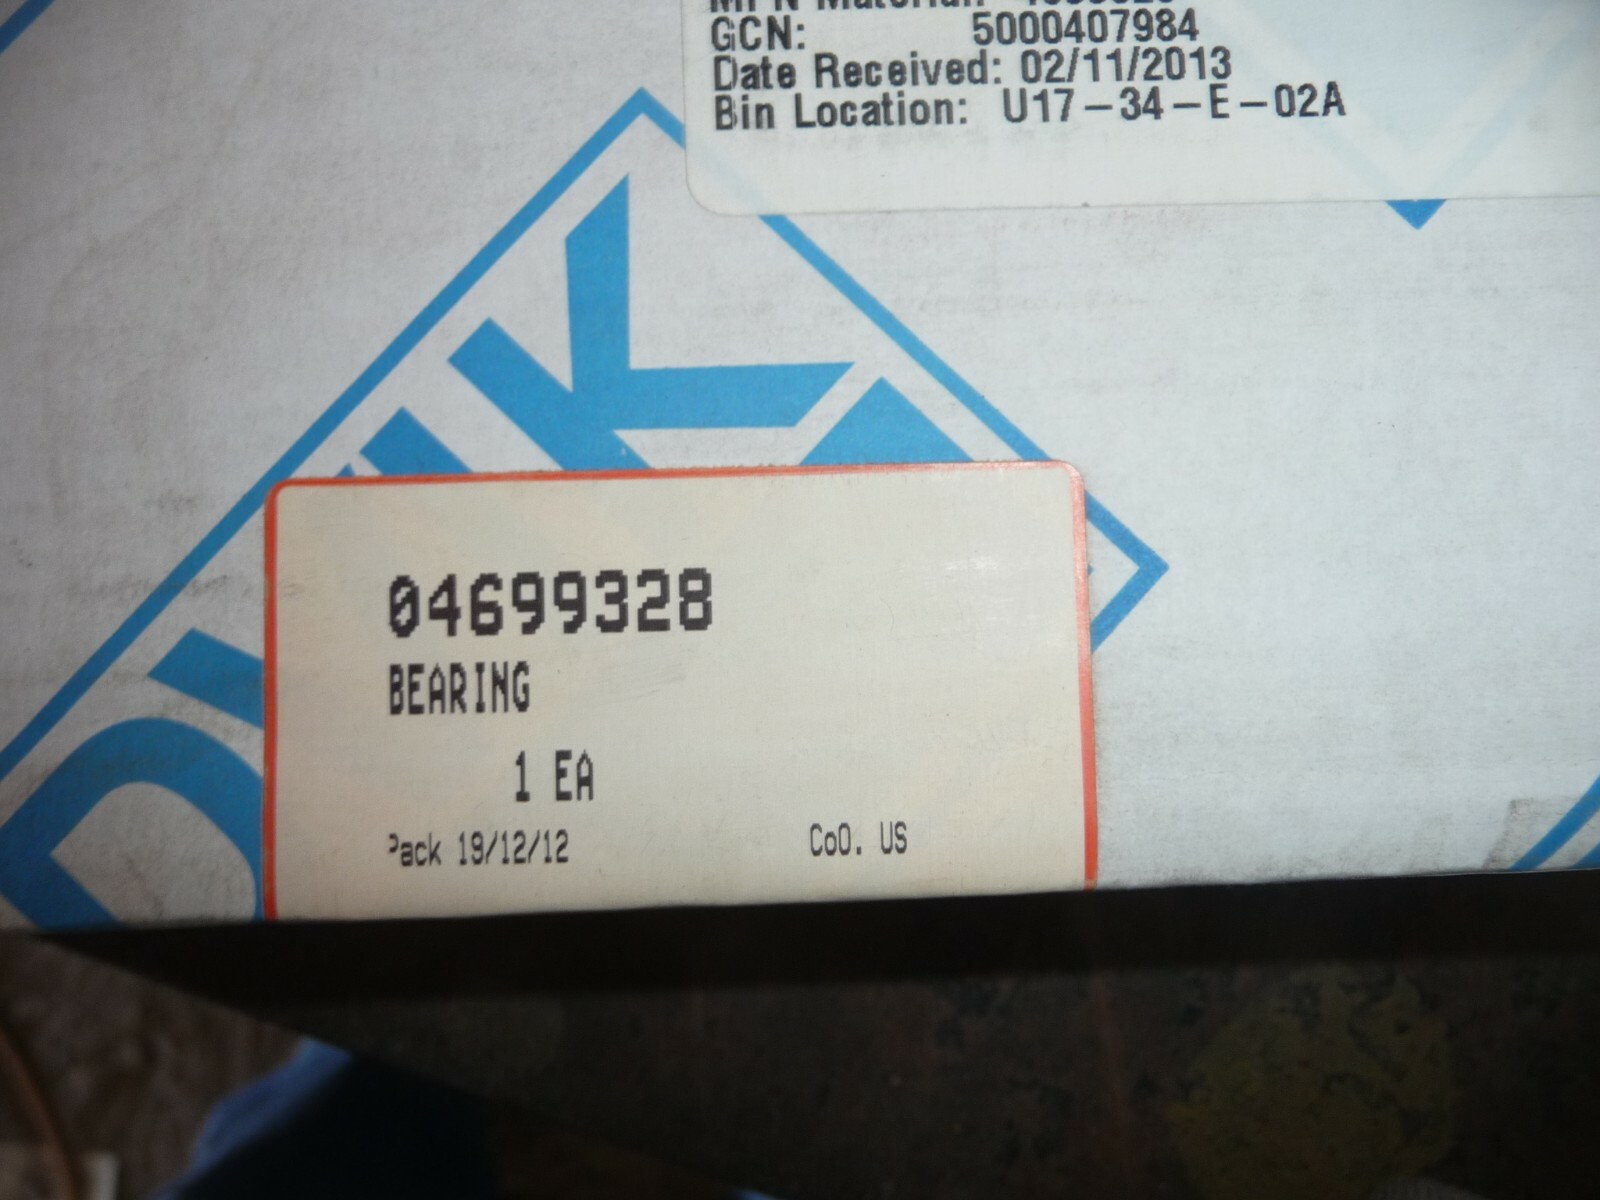 GCN: 5000407984
Date Received: 02/11/2013
Bin Location: U17-34-E-02A
04699328
BEARING
1 EA
Pack 19/12/12 CoO. US